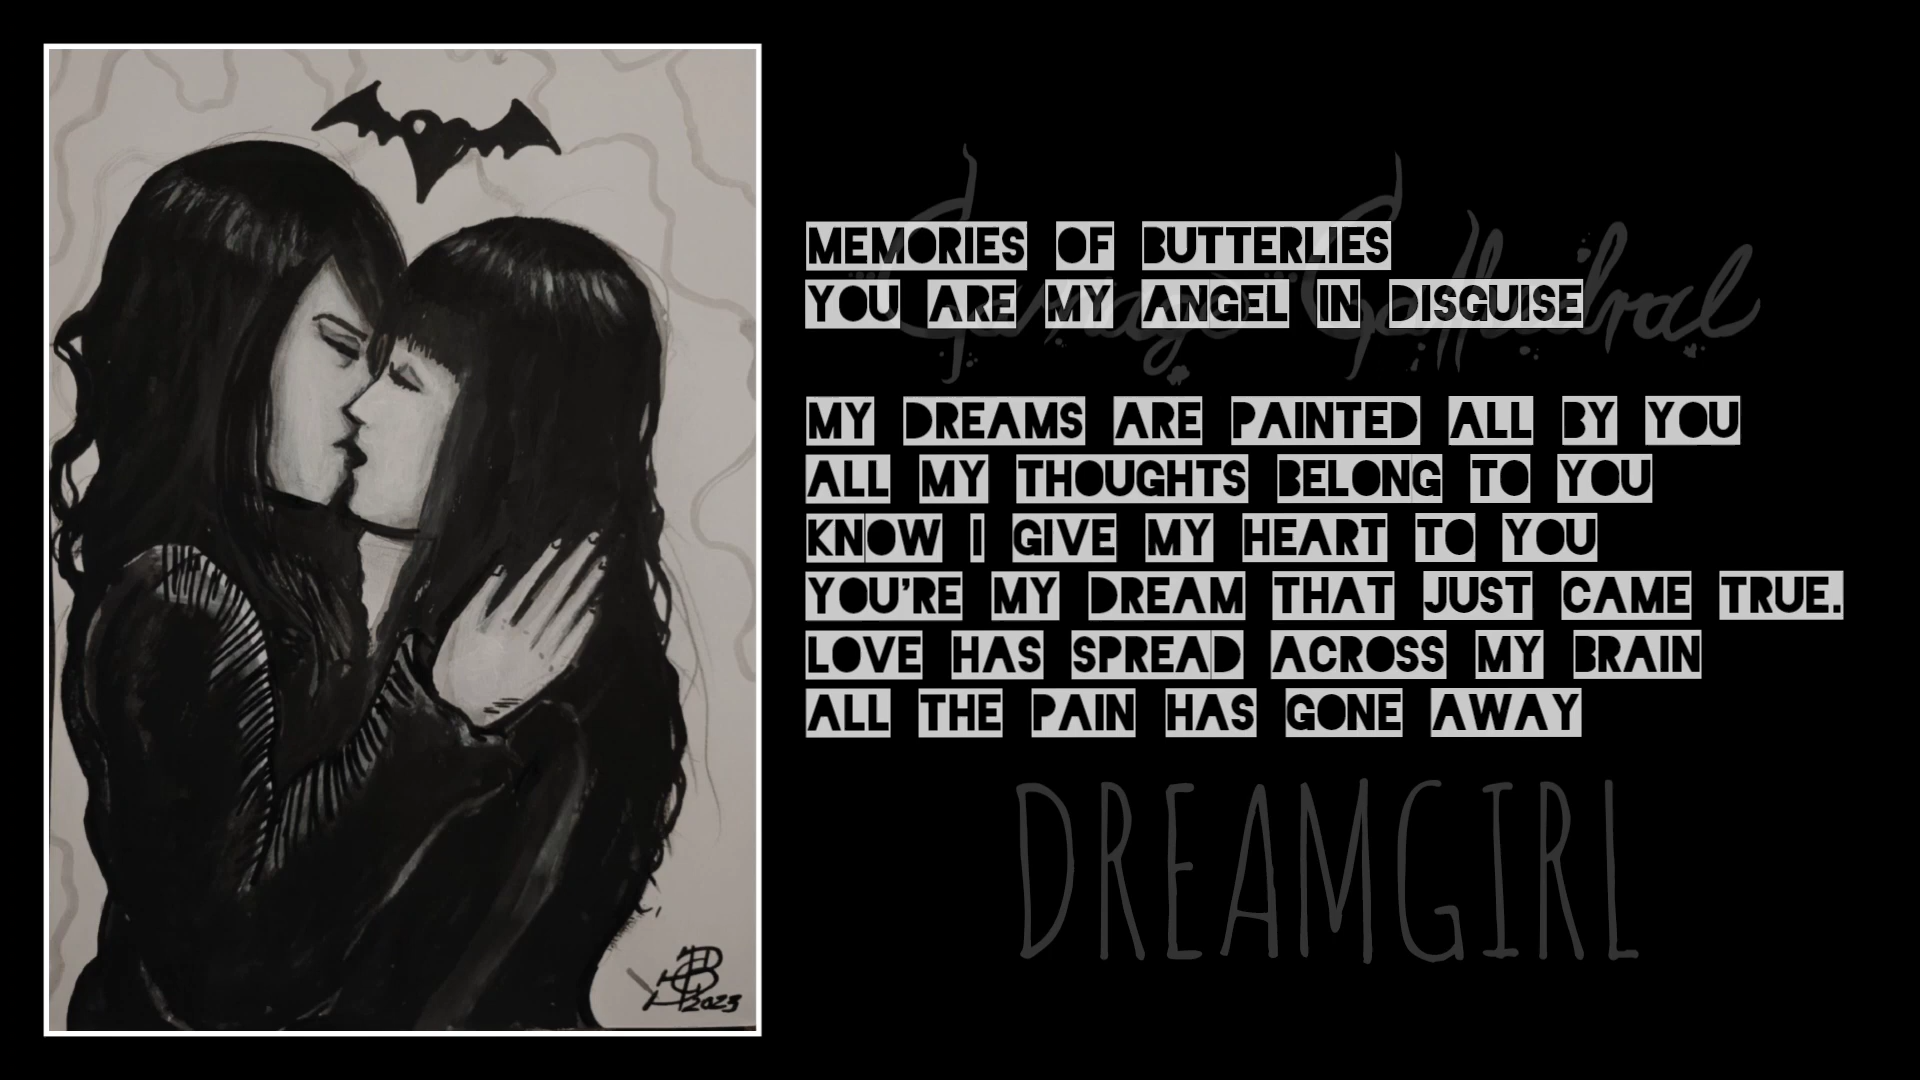 Garage Cathedral
MEMORIES OF BUTTERLIES
YOU ARE MY ANGEL IN DISGUISE
MY DREAMS ARE PAINTED ALL BY YOU
ALL MY THOUGHTS BELONG TO YOU
KNOW I GIVE MY HEART TO YOU
YOU'RE MY DREAM THAT JUST CAME TRUE.
LOVE HAS SPREAD ACROSS MY BRAIN
ALL THE PAIN HAS GONE AWAY
DREAMGIRL
2023